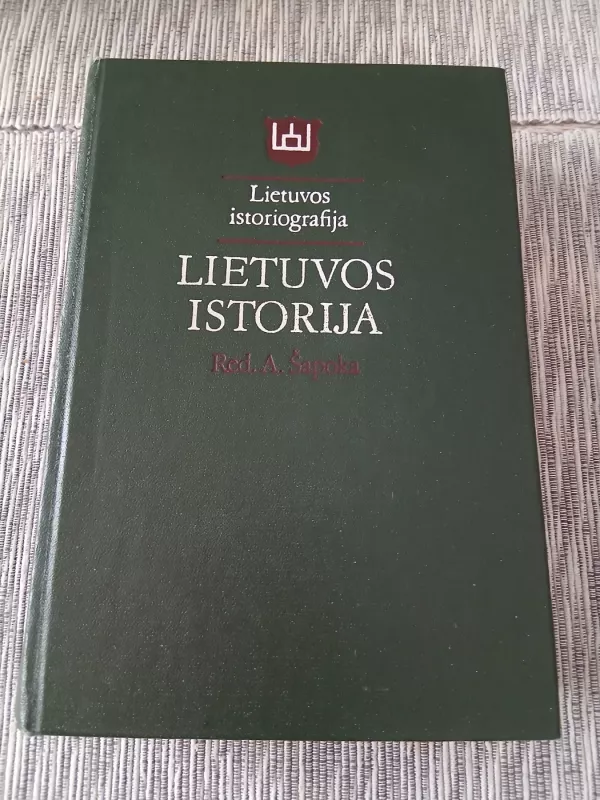 Lietuvos
istoriografija
LIETUVOS
ISTORIJA
Red. A. Šapoka